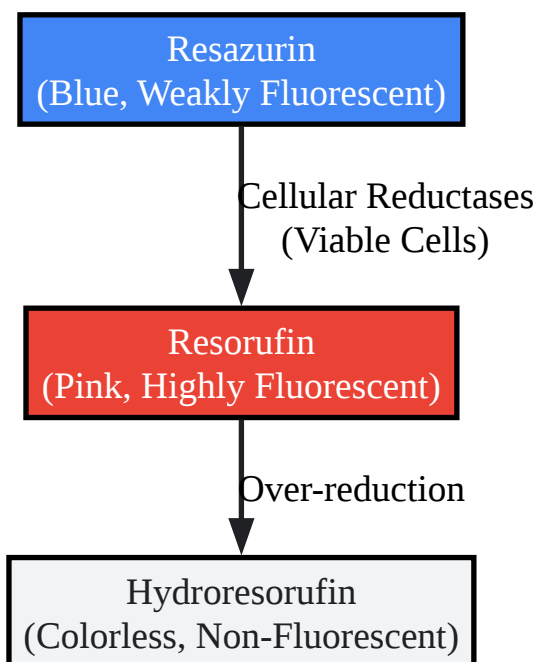 Resazurin
(Blue, Weakly Fluorescent)
Cellular Reductases
(Viable Cells)
Resorufin
(Pink, Highly Fluorescent)
Over-reduction
Hydroresorufin
(Colorless, Non-Fluorescent)